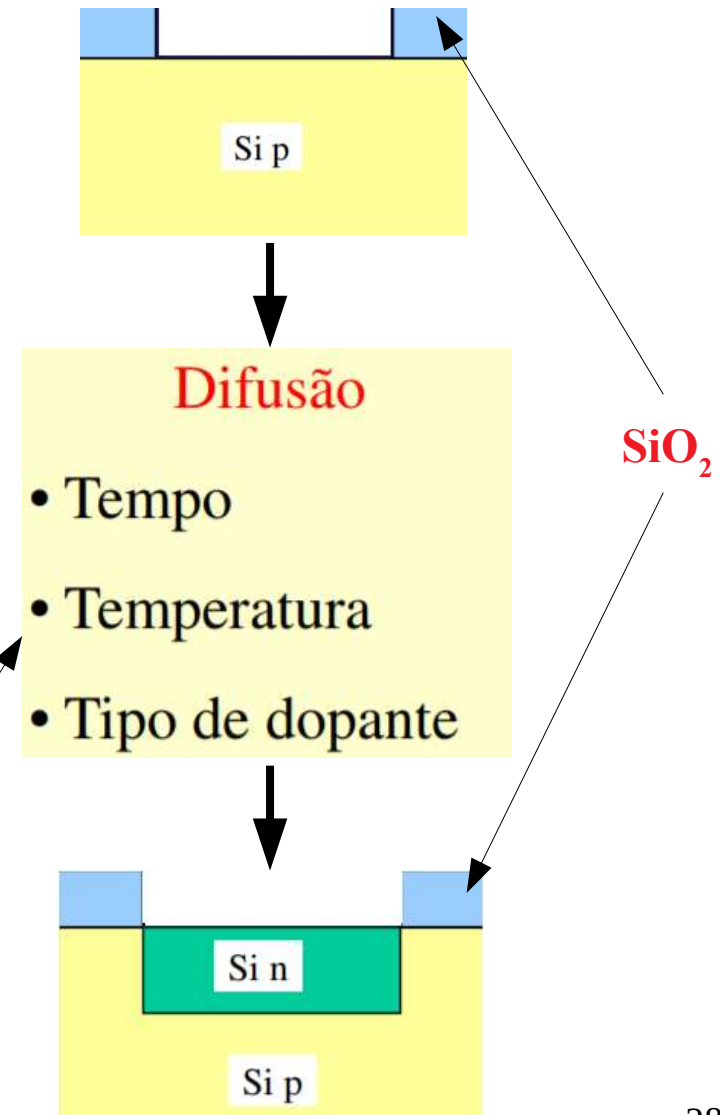 Si p
Difusão
• Tempo
• Temperatura
• Tipo de dopante
SiO₂
Si n
Si p